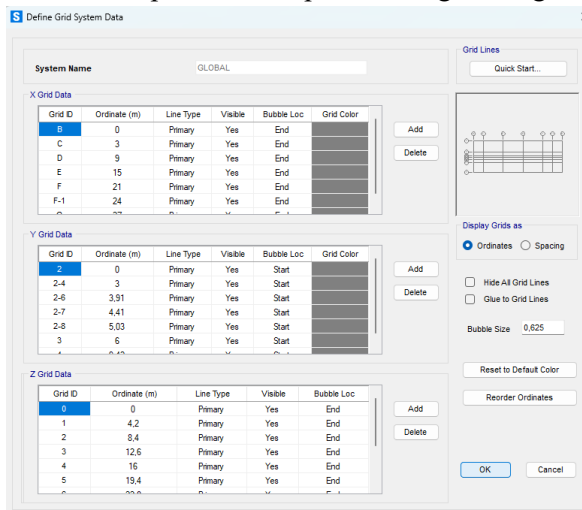 Define Grid System Data
System Name GLOBAL
Grid Lines
Quick Start...
X Grid Data
Grid ID Ordinate (m) Line Type Visible Bubble Loc Grid Color
B 0 Primary Yes End
C 3 Primary Yes End
D 9 Primary Yes End
E 15 Primary Yes End
F 21 Primary Yes End
F-1 24 Primary Yes End
Add
Delete
Y Grid Data
Grid ID Ordinate (m) Line Type Visible Bubble Loc Grid Color
2 0 Primary Yes Start
2-4 3 Primary Yes Start
2-6 3,91 Primary Yes Start
2-7 4,41 Primary Yes Start
2-8 5,03 Primary Yes Start
3 6 Primary Yes Start
Add
Delete
Display Grids as
Ordinates Spacing
Hide All Grid Lines
Glue to Grid Lines
Bubble Size 0,625
Z Grid Data
Grid ID Ordinate (m) Line Type Visible Bubble Loc
0 0 Primary Yes End
1 4,2 Primary Yes End
2 8,4 Primary Yes End
3 12,6 Primary Yes End
4 16 Primary Yes End
5 19,4 Primary Yes End
Add
Delete
Reset to Default Color
Reorder Ordinates
OK Cancel